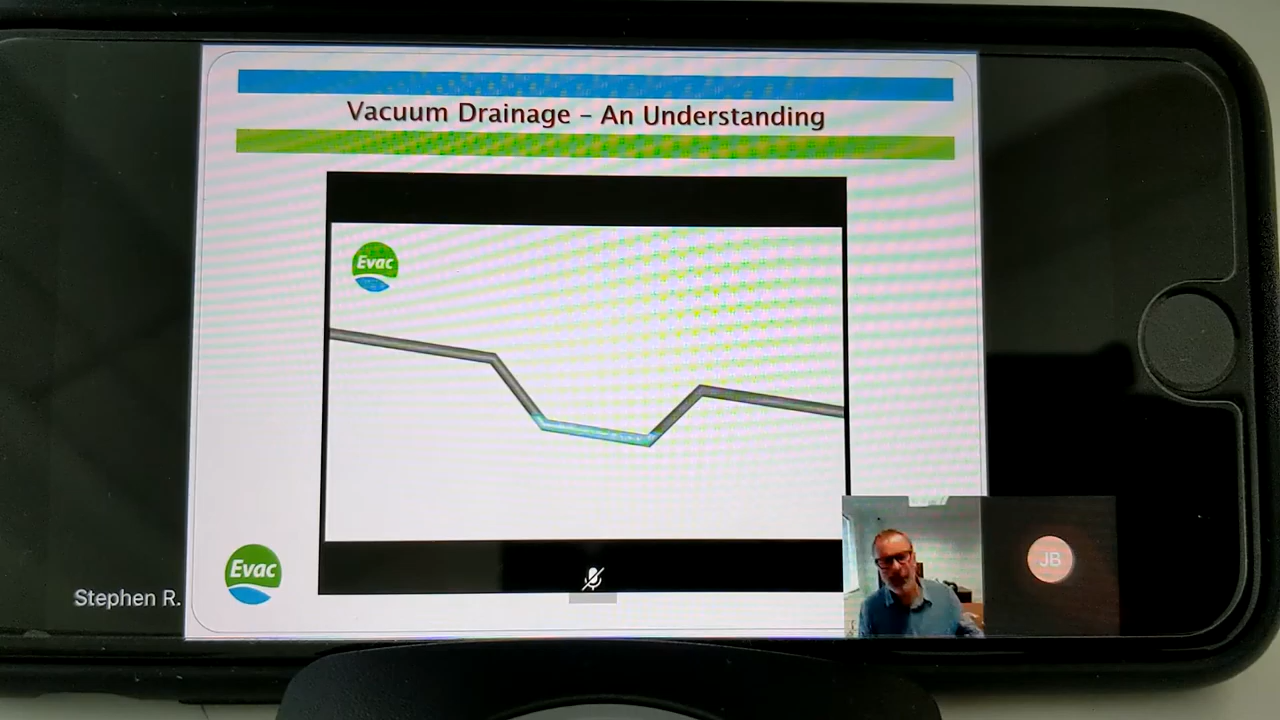 Vacuum Drainage – An Understanding
Evac
Evac
Stephen R.
JB